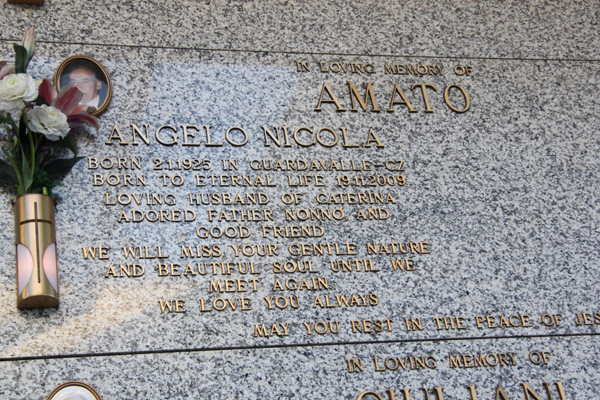 IN LOVING MEMORY OF
AMATO
ANGELO NICOLA
BORN 2.1.1925 IN GUARDAVALLE-CZ
BORN TO ETERNAL LIFE 19.11.2009
LOVING HUSBAND OF CATERINA
ADORED FATHER NONNO AND
GOOD FRIEND
WE WILL MISS YOUR GENTLE NATURE
AND BEAUTIFUL SOUL UNTIL WE
MEET AGAIN
WE LOVE YOU ALWAYS
MAY YOU REST IN THE PEACE OF JES
IN LOVING MEMORY OF
GIULIANI